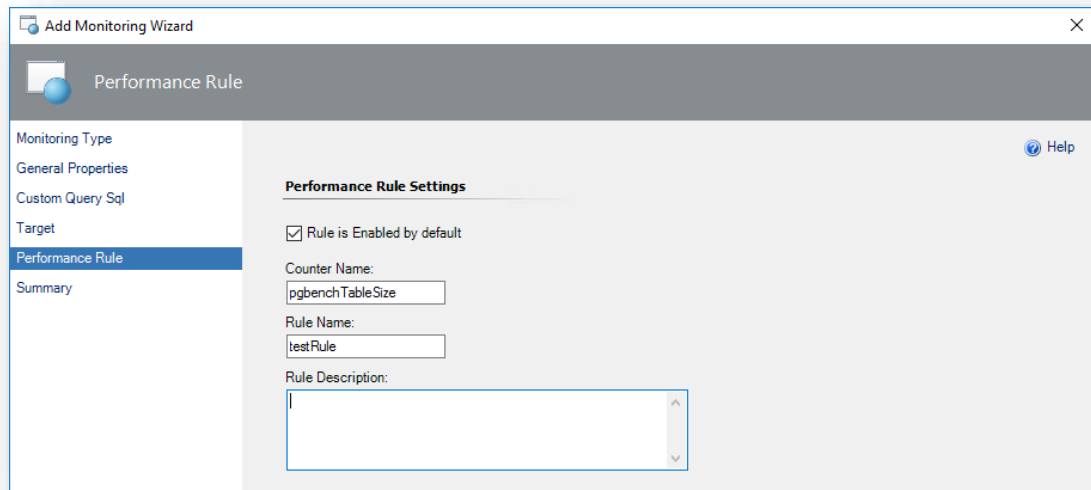 Add Monitoring Wizard
Performance Rule
Monitoring Type
General Properties
Custom Query Sql
Target
Performance Rule
Summary
Help
Performance Rule Settings
Rule is Enabled by default
Counter Name:
pgbenchTableSize
Rule Name:
testRule
Rule Description: